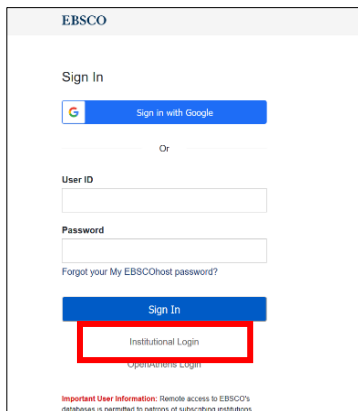 EBSCO
Sign In
Sign in with Google
Or
User ID
Password
Forgot your My EBSCOhost password?
Sign In
Institutional Login
OpenAthens Login
Important User Information: Remote access to EBSCO's
databases is permitted to patrons of subscribing institutions